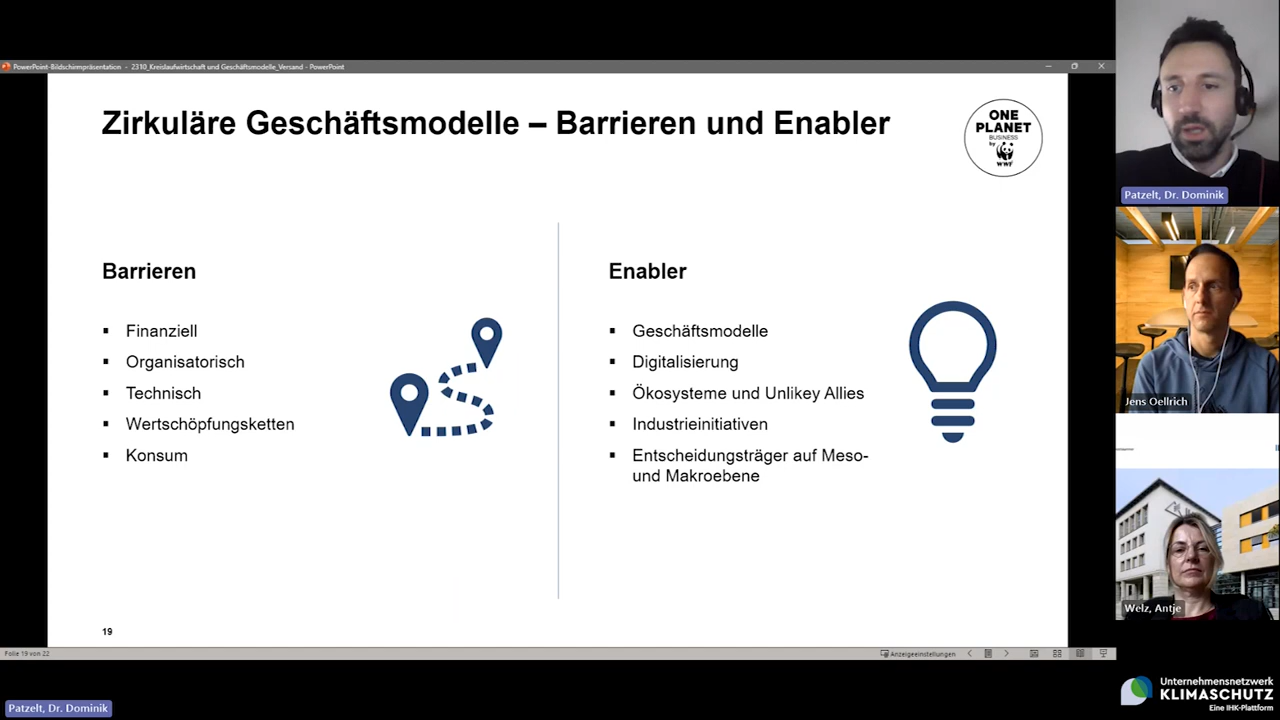 PowerPoint-Bildschirmpräsentation - 2310_Kreislaufwirtschaft und Geschäftsmodelle_Versand - PowerPoint
Zirkuläre Geschäftsmodelle – Barrieren und Enabler
ONE
PLANET
BUSINESS
by
WWF
Barrieren
Finanziell
Organisatorisch
Technisch
Wertschöpfungsketten
Konsum
Enabler
Geschäftsmodelle
Digitalisierung
Ökosysteme und Unlikey Allies
Industrieinitiativen
Entscheidungsträger auf Meso-
und Makroebene
19
Folie 19 von 22
Anzeigeeinstellungen
Patzelt, Dr. Dominik
Jens Oellrich
Welz, Antje
Patzelt, Dr. Dominik
Unternehmensnetzwerk
KLIMASCHUTZ
Eine IHK-Plattform